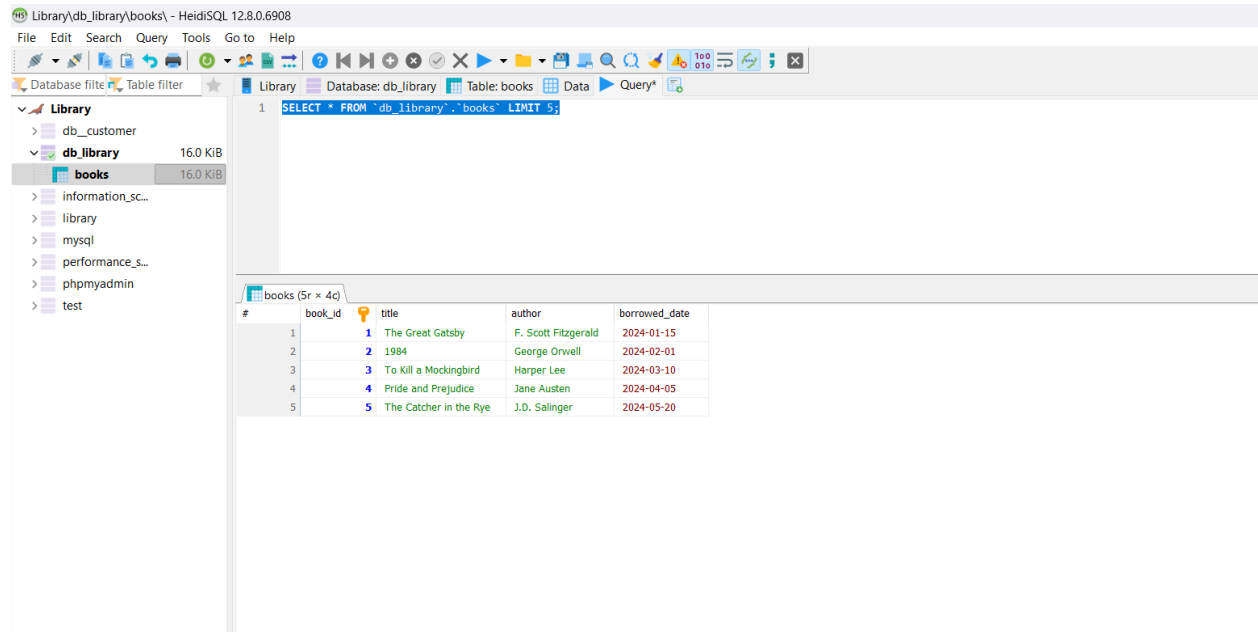 Library\db_library\books\ - HeidiSQL 12.8.0.6908
File Edit Search Query Tools Go to Help
Database filte Table filter Library Database: db_library Table: books Data Query*
Library
db__customer
db_library 16.0 KiB
books 16.0 KiB
information_sc...
library
mysql
performance_s...
phpmyadmin
test
1 SELECT * FROM `db_library`.`books` LIMIT 5;
books (5r × 4c)
# book_id title author borrowed_date
1 1 The Great Gatsby F. Scott Fitzgerald 2024-01-15
2 2 1984 George Orwell 2024-02-01
3 3 To Kill a Mockingbird Harper Lee 2024-03-10
4 4 Pride and Prejudice Jane Austen 2024-04-05
5 5 The Catcher in the Rye J.D. Salinger 2024-05-20